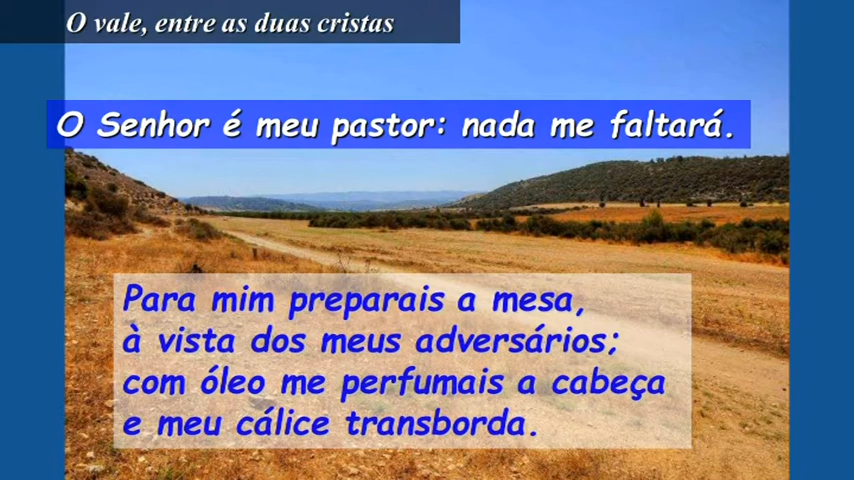 O vale, entre as duas cristas
O Senhor é meu pastor: nada me faltará.
Para mim preparais a mesa,
à vista dos meus adversários;
com óleo me perfumais a cabeça
e meu cálice transborda.